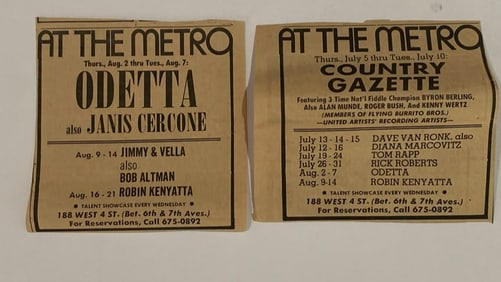 AT THE METRO
Thurs., Aug. 2 thru Tues., Aug. 7:
ODETTA
also JANIS CERCONE
Aug. 9 - 14 JIMMY & VELLA
also
BOB ALTMAN
Aug. 16 - 21 ROBIN KENYATTA
● TALENT SHOWCASE EVERY WEDNESDAY ●
188 WEST 4 ST. (Bet. 6th & 7th Aves.)
For Reservations, Call 675-0892
AT THE METRO
Thurs., July 5 thru Tues., July 10:
COUNTRY
GAZETTE
Featuring 3 Time Nat'l Fiddle Champion BYRON BERLING,
Also ALAN MUNDE, ROGER BUSH, And KENNY WERTZ
(MEMBERS OF FLYING BURRITO BROS.)
—UNITED ARTISTS' RECORDING ARTISTS—
July 13 - 14 - 15 DAVE VAN RONK, also
July 12 - 16 DIANA MARCOVITZ
July 19 - 24 TOM RAPP
July 26 - 31 RICK ROBERTS
Aug. 2 - 7 ODETTA
Aug. 9-14 ROBIN KENYATTA
● TALENT SHOWCASE EVERY WEDNESDAY ●
188 WEST 4 ST. (Bet. 6th & 7th Aves.)
For Reservations, Call 675-0892